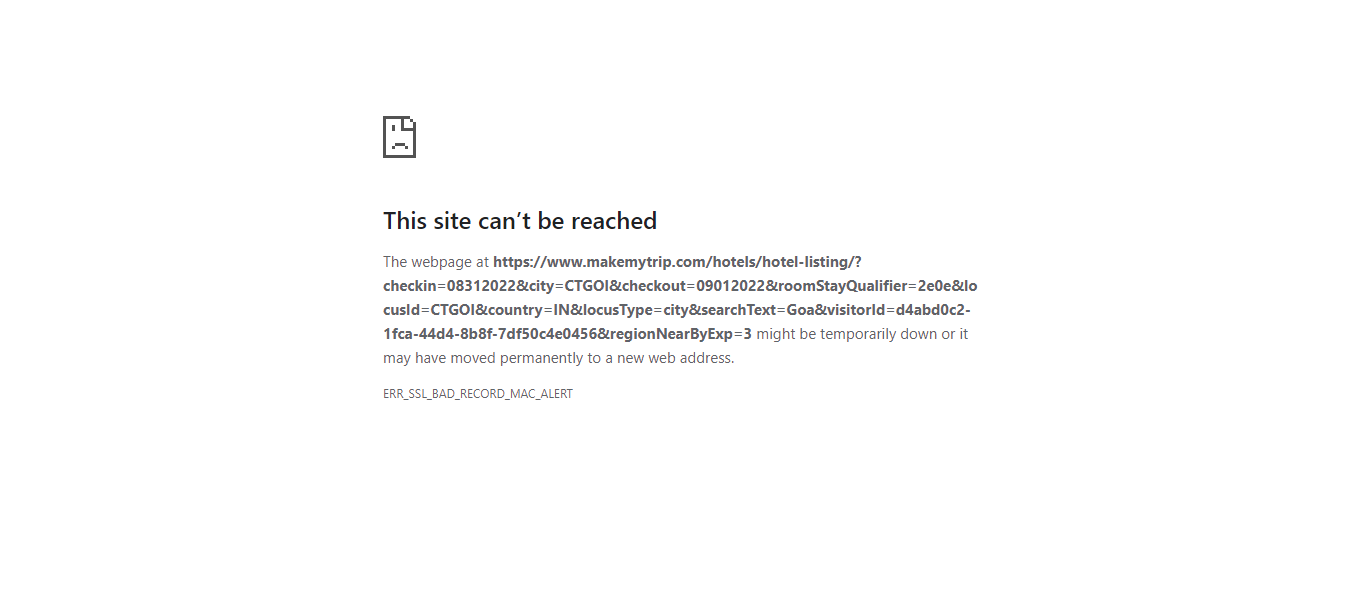 This site can’t be reached
The webpage at https://www.makemytrip.com/hotels/hotel-listing/?
checkin=08312022&city=CTGOI&checkout=09012022&roomStayQualifier=2e0e&lo
cusId=CTGOI&country=IN&locusType=city&searchText=Goa&visitorId=d4abd0c2-
1fca-44d4-8b8f-7df50c4e0456&regionNearByExp=3 might be temporarily down or it
may have moved permanently to a new web address.
ERR_SSL_BAD_RECORD_MAC_ALERT